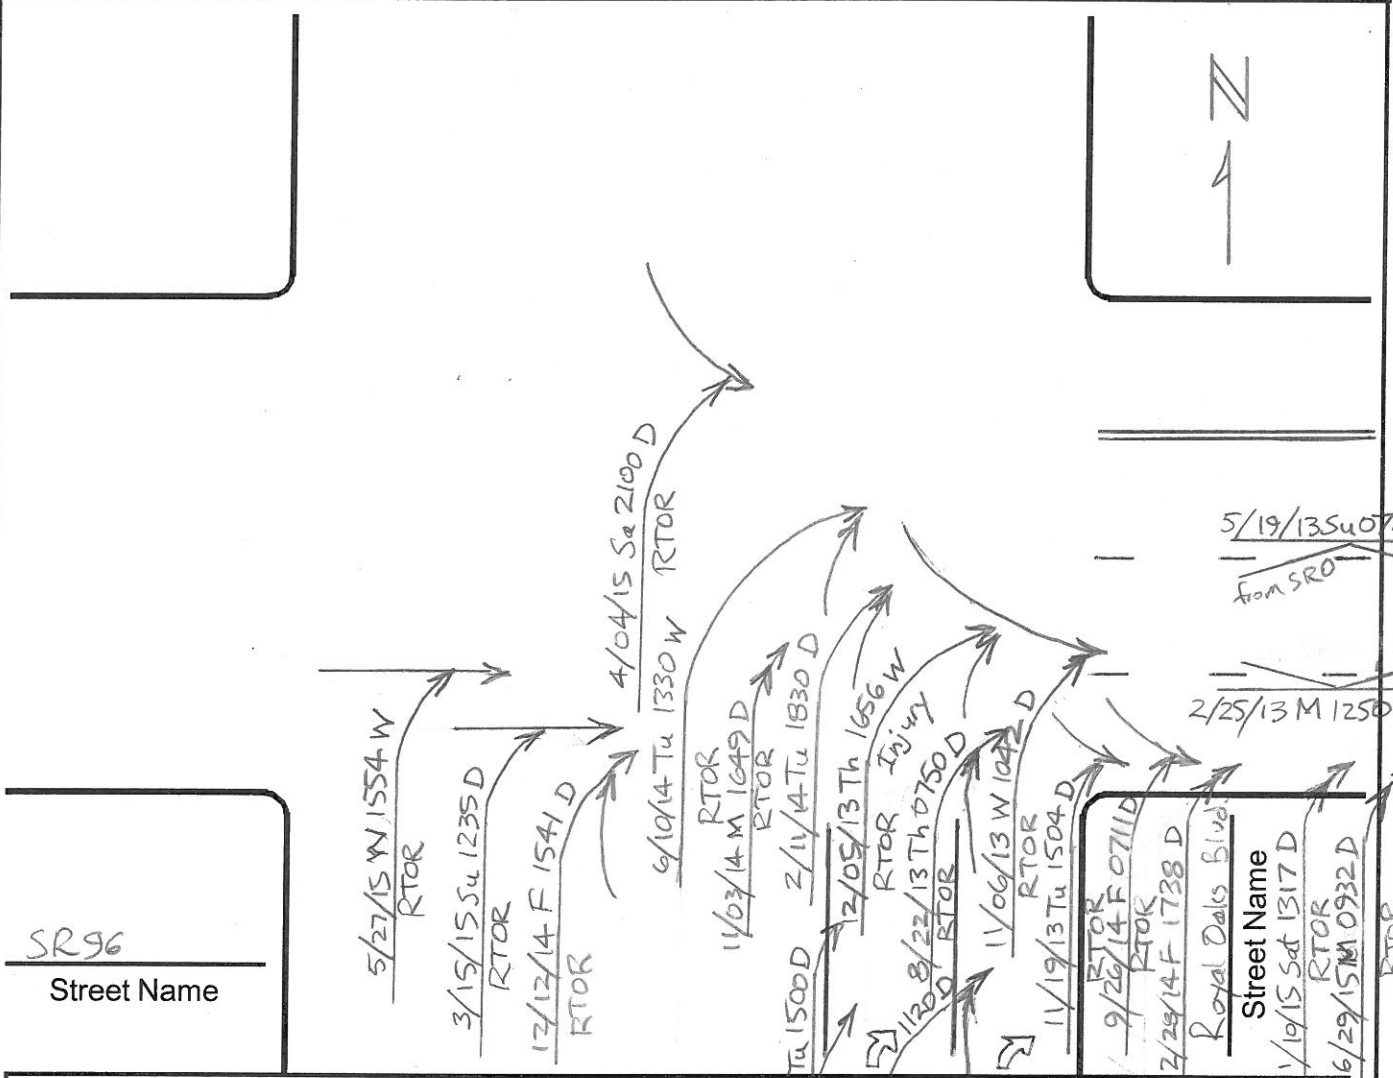 N
4/04/15 Sa 2100 D
RTOR
5/19/13 Su 07
from SRO
2/25/13 M 1250
5/27/15 W 1554 W
RTOR
3/15/15 Su 1235 D
RTOR
12/12/14 F 1541 D
RTOR
6/10/14 Tu 1330 W
RTOR
11/03/14 M 1649 D
RTOR
2/11/14 Tu 1830 D
12/05/13 Th 1656 W
RTOR Injury
8/22/13 Th 0750 D
RTOR
11/06/13 W 1042 D
RTOR
11/19/13 Tu 1504 D
RTOR
9/26/14 F 0711 D
RTOR
2/28/14 F 1738 D
Royal Oaks Blvd
Street Name
1/10/15 Sat 1317 D
RTOR
6/29/15 M 0932 D
RTOR
Tu 1500 D
1120 D
SR96
Street Name